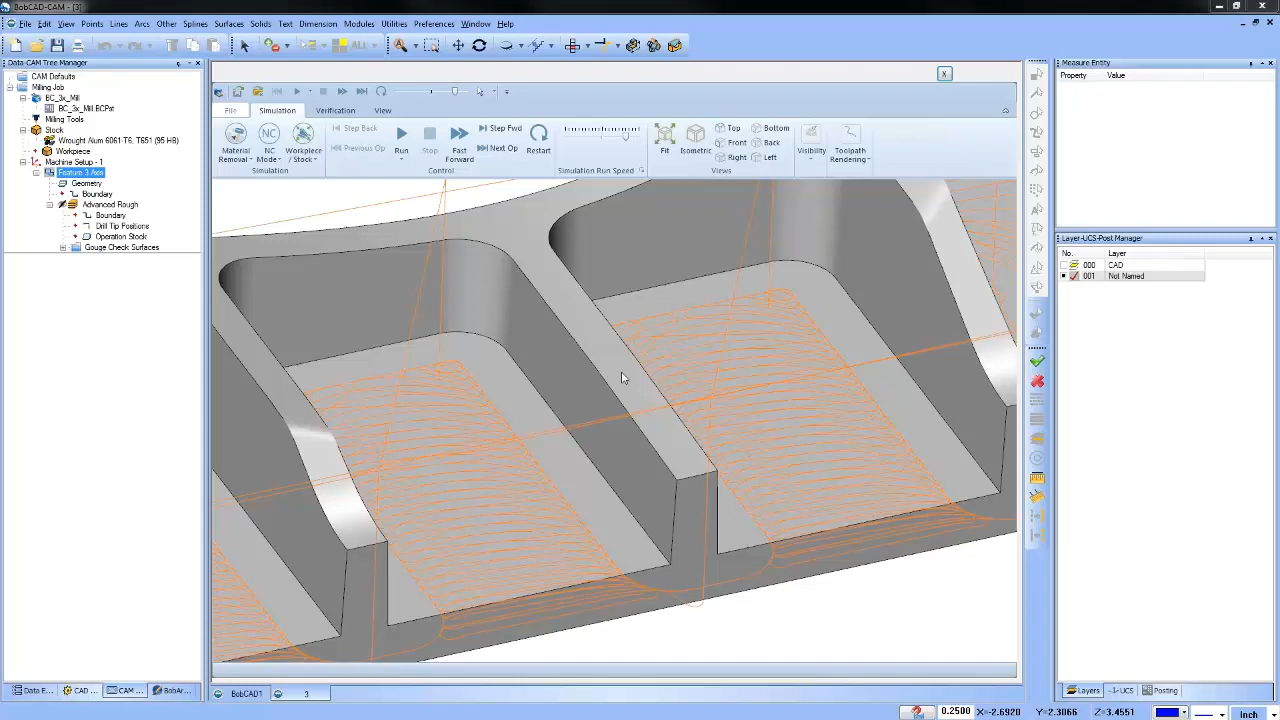 BobCAD-CAM - [3]
File Edit View Points Lines Arcs Other Splines Surfaces Solids Text Dimension Modules Utilities Preferences Window Help
ALL
Data-CAM Tree Manager
CAM Defaults
Milling Job
BC_3x_Mill
BC_3x_Mill.BCPst
Milling Tools
Stock
Wrought Alum 6061-T6, T651 (95 HB)
Workpiece
Machine Setup - 1
Feature 3 Axis
Geometry
Boundary
Advanced Rough
Boundary
Drill Tip Positions
Operation Stock
Gouge Check Surfaces
Data E...
CAD ...
CAM ...
BobAr...
x
File Simulation Verification View
Material Removal
NC Mode
Workpiece / Stock
Simulation
Step Back
Previous Op
Run
Stop
Fast Forward
Step Fwd
Next Op
Restart
Control
Simulation Run Speed
Fit
Isometric
Top
Front
Right
Bottom
Back
Left
Views
Visibility
Toolpath Rendering
BobCAD1
3
Measure Entity
Property Value
Layer-UCS-Post Manager
No. Layer
000 CAD
001 Not Named
Layers
UCS
Posting
0.2500 X=-2.6920 Y=2.3066 Z=3.4551
Inch